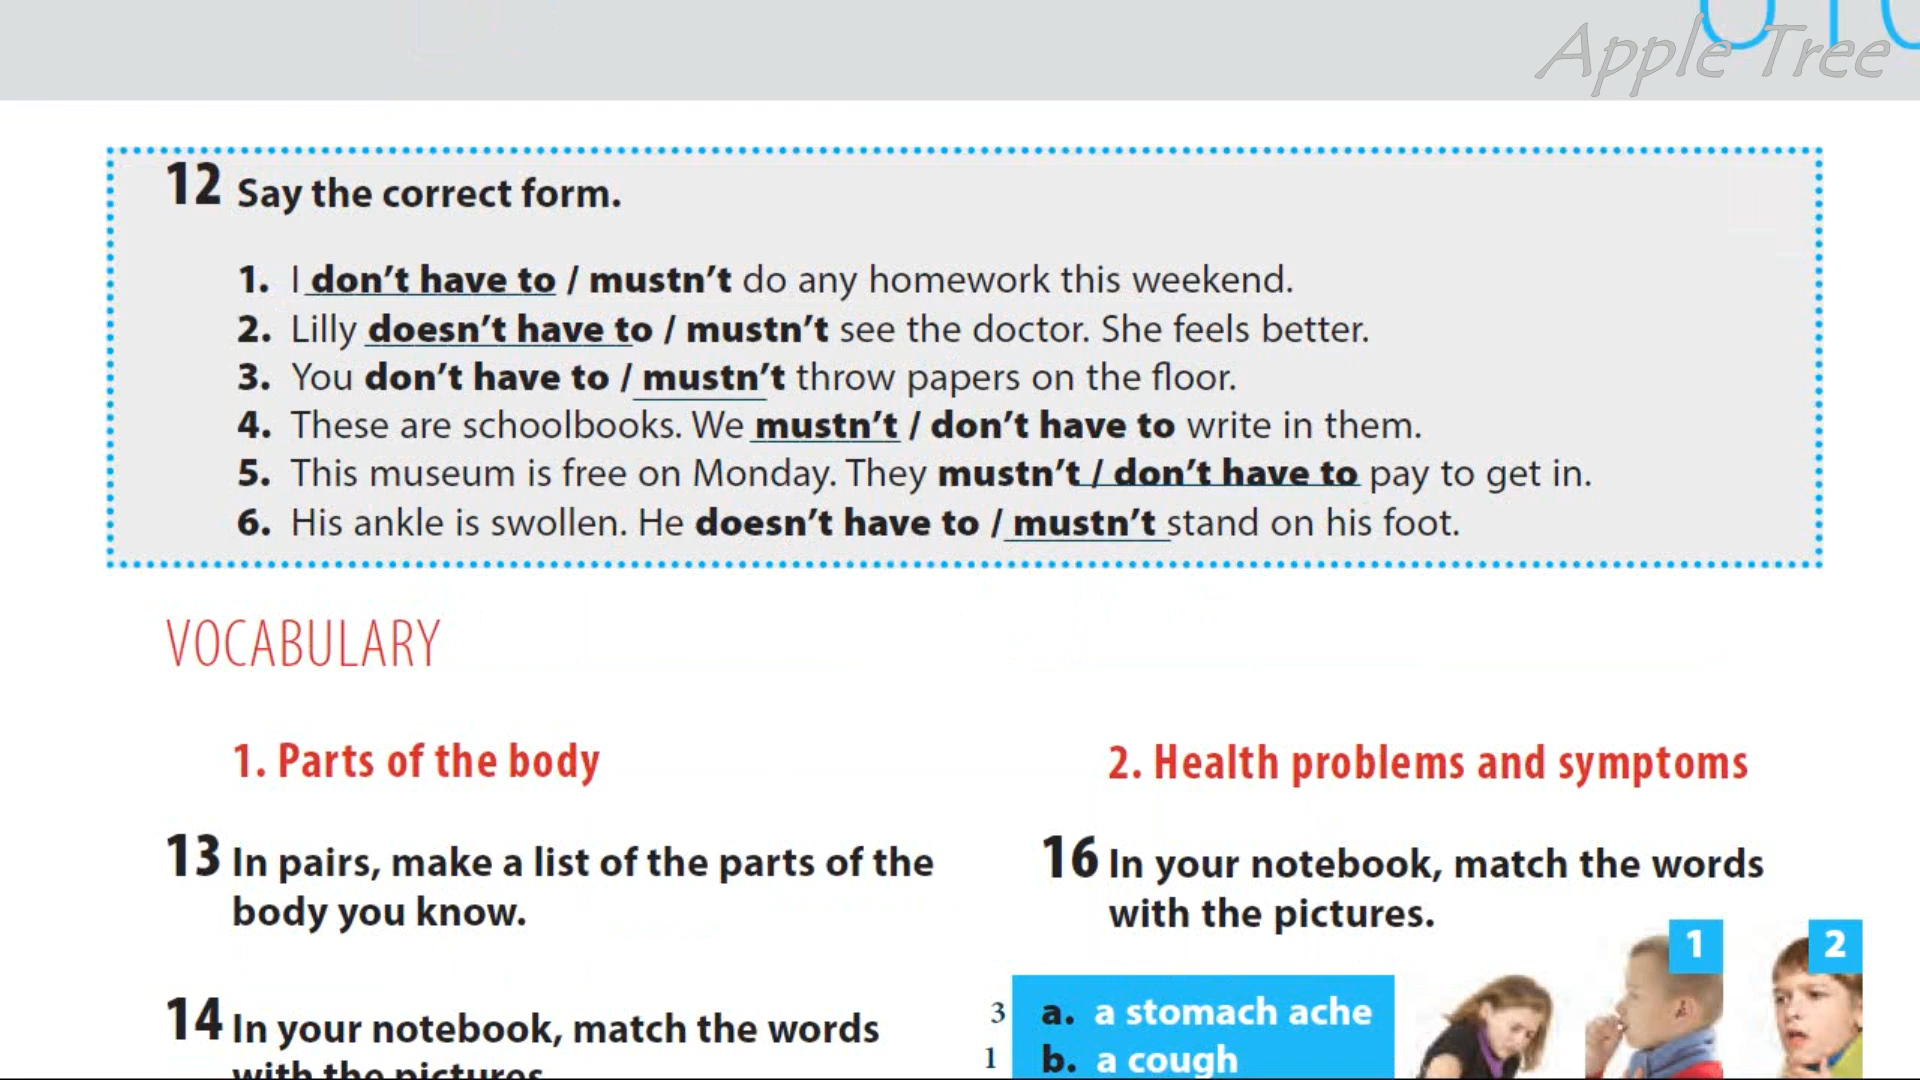 Apple Tree
12 Say the correct form.
1. I don't have to / mustn't do any homework this weekend.
2. Lilly doesn't have to / mustn't see the doctor. She feels better.
3. You don't have to / mustn't throw papers on the floor.
4. These are schoolbooks. We mustn't / don't have to write in them.
5. This museum is free on Monday. They mustn't / don't have to pay to get in.
6. His ankle is swollen. He doesn't have to / mustn't stand on his foot.
VOCABULARY
1. Parts of the body
13 In pairs, make a list of the parts of the
body you know.
14 In your notebook, match the words
with the pictures
2. Health problems and symptoms
16 In your notebook, match the words
with the pictures.
1
2
3 a. a stomach ache
1 b. a cough